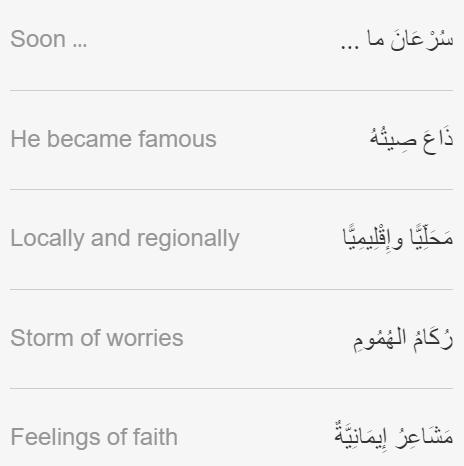 Soon ... سُرْعَانَ ما ...
He became famous ذَاعَ صِيتُهُ
Locally and regionally مَحَلِّيًّا وإِقْلِيمِيًّا
Storm of worries رُكَامُ الهُمُومِ
Feelings of faith مَشَاعِرُ إِيمَانِيَّةٌ